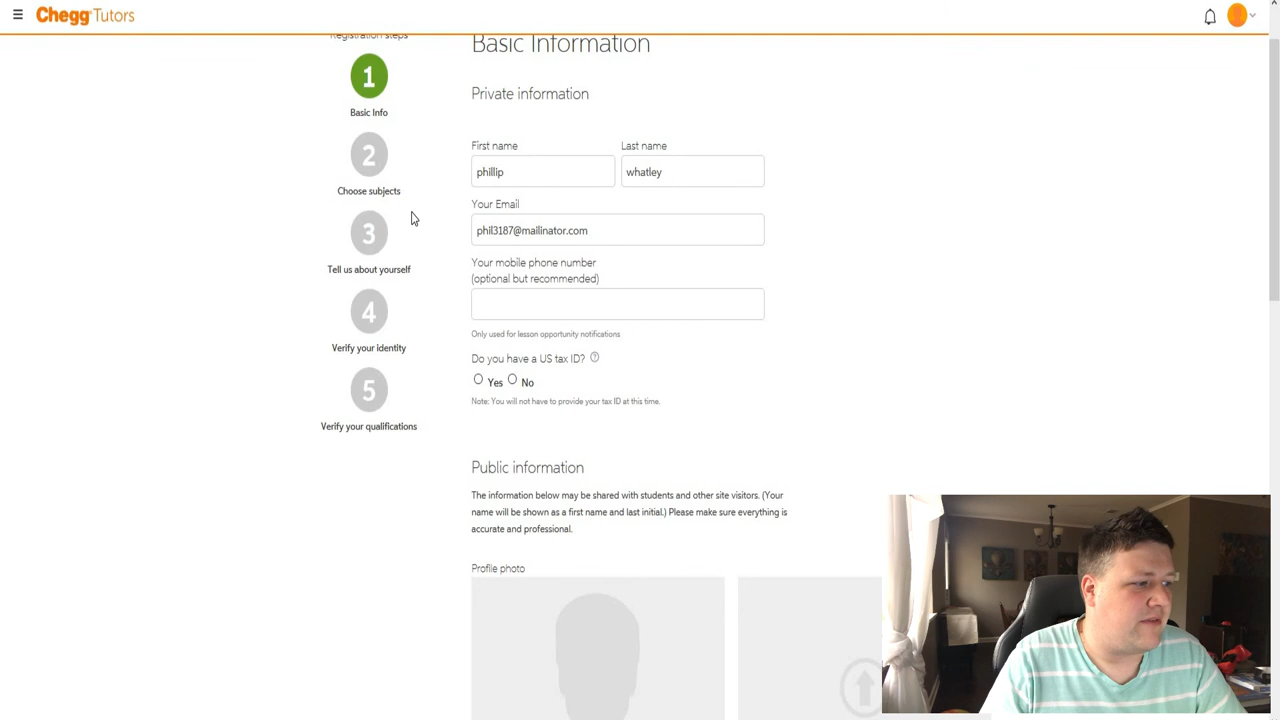 Chegg Tutors
Registration steps
1
Basic Info
2
Choose subjects
3
Tell us about yourself
4
Verify your identity
5
Verify your qualifications
Basic Information
Private information
First name
Last name
phillip
whatley
Your Email
phil3187@mailinator.com
Your mobile phone number
(optional but recommended)
Only used for lesson opportunity notifications
Do you have a US tax ID? ?
Yes No
Note: You will not have to provide your tax ID at this time.
Public information
The information below may be shared with students and other site visitors. (Your
name will be shown as a first name and last initial.) Please make sure everything is
accurate and professional.
Profile photo